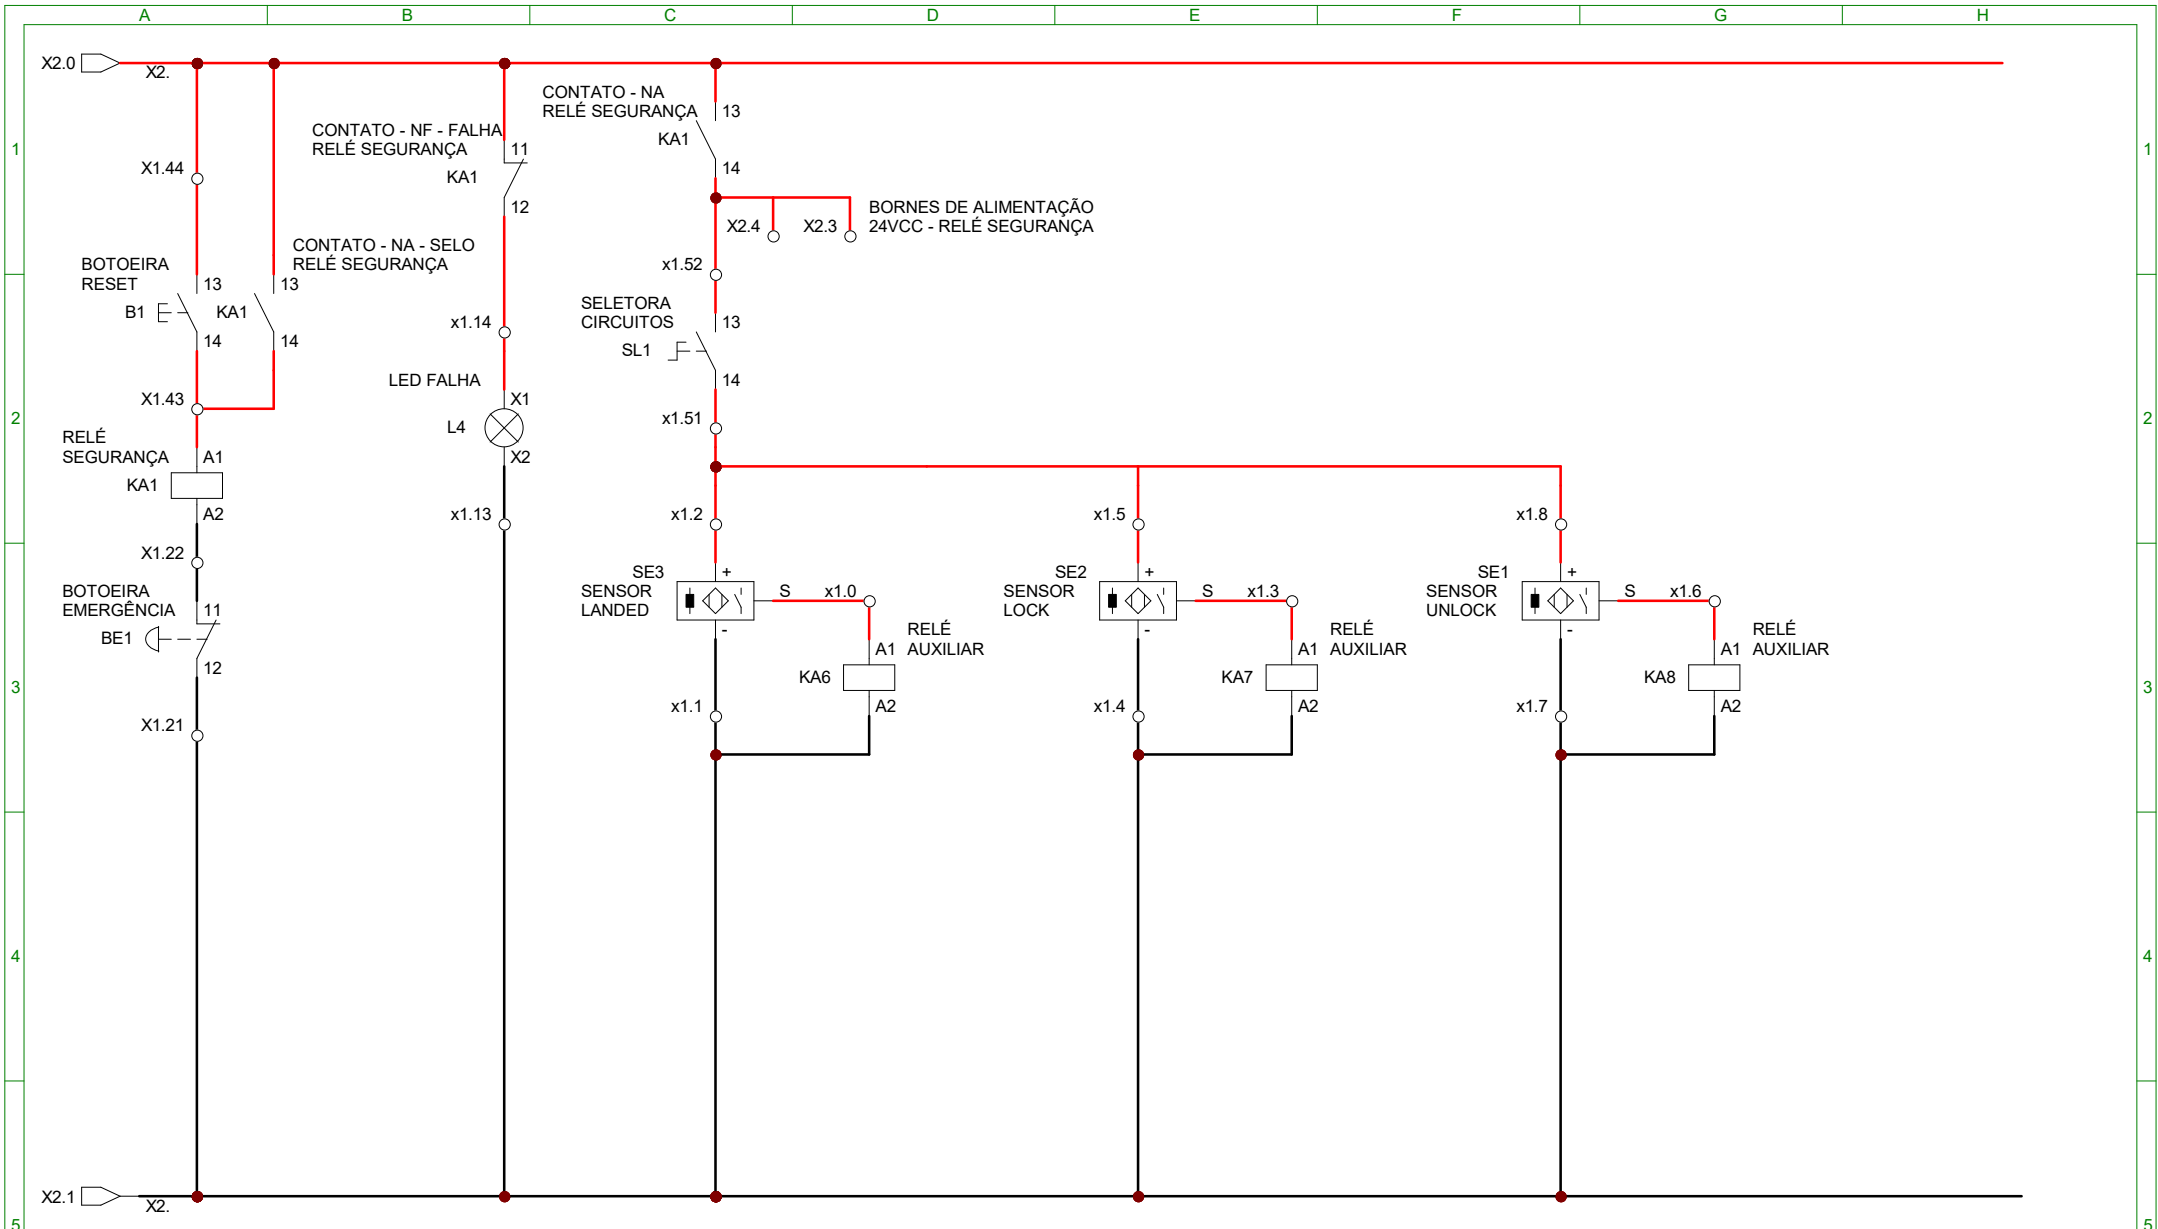 A B C D E F G H
X2.0
X2.
CONTATO - NA
RELÉ SEGURANÇA
13
KA1
14
CONTATO - NF - FALHA
RELÉ SEGURANÇA
11
KA1
12
1
1
X1.44
X2.4
X2.3
BORNES DE ALIMENTAÇÃO
24VCC - RELÉ SEGURANÇA
CONTATO - NA - SELO
RELÉ SEGURANÇA
BOTOEIRA
RESET
13
B1
14
13
KA1
14
x1.52
SELETORA
CIRCUITOS
13
SL1
14
x1.14
LED FALHA
X1
L4
X2
X1.43
x1.51
2
2
RELÉ
SEGURANÇA
A1
KA1
A2
x1.13
x1.2
x1.5
x1.8
X1.22
BOTOEIRA
EMERGÊNCIA
11
BE1
12
X1.21
SE3
SENSOR
LANDED
+
-
S
x1.0
RELÉ
AUXILIAR
A1
KA6
A2
x1.1
SE2
SENSOR
LOCK
+
-
S
x1.3
RELÉ
AUXILIAR
A1
KA7
A2
x1.4
SE1
SENSOR
UNLOCK
+
-
S
x1.6
RELÉ
AUXILIAR
A1
KA8
A2
x1.7
3
3
4
4
X2.1
X2.
5
5